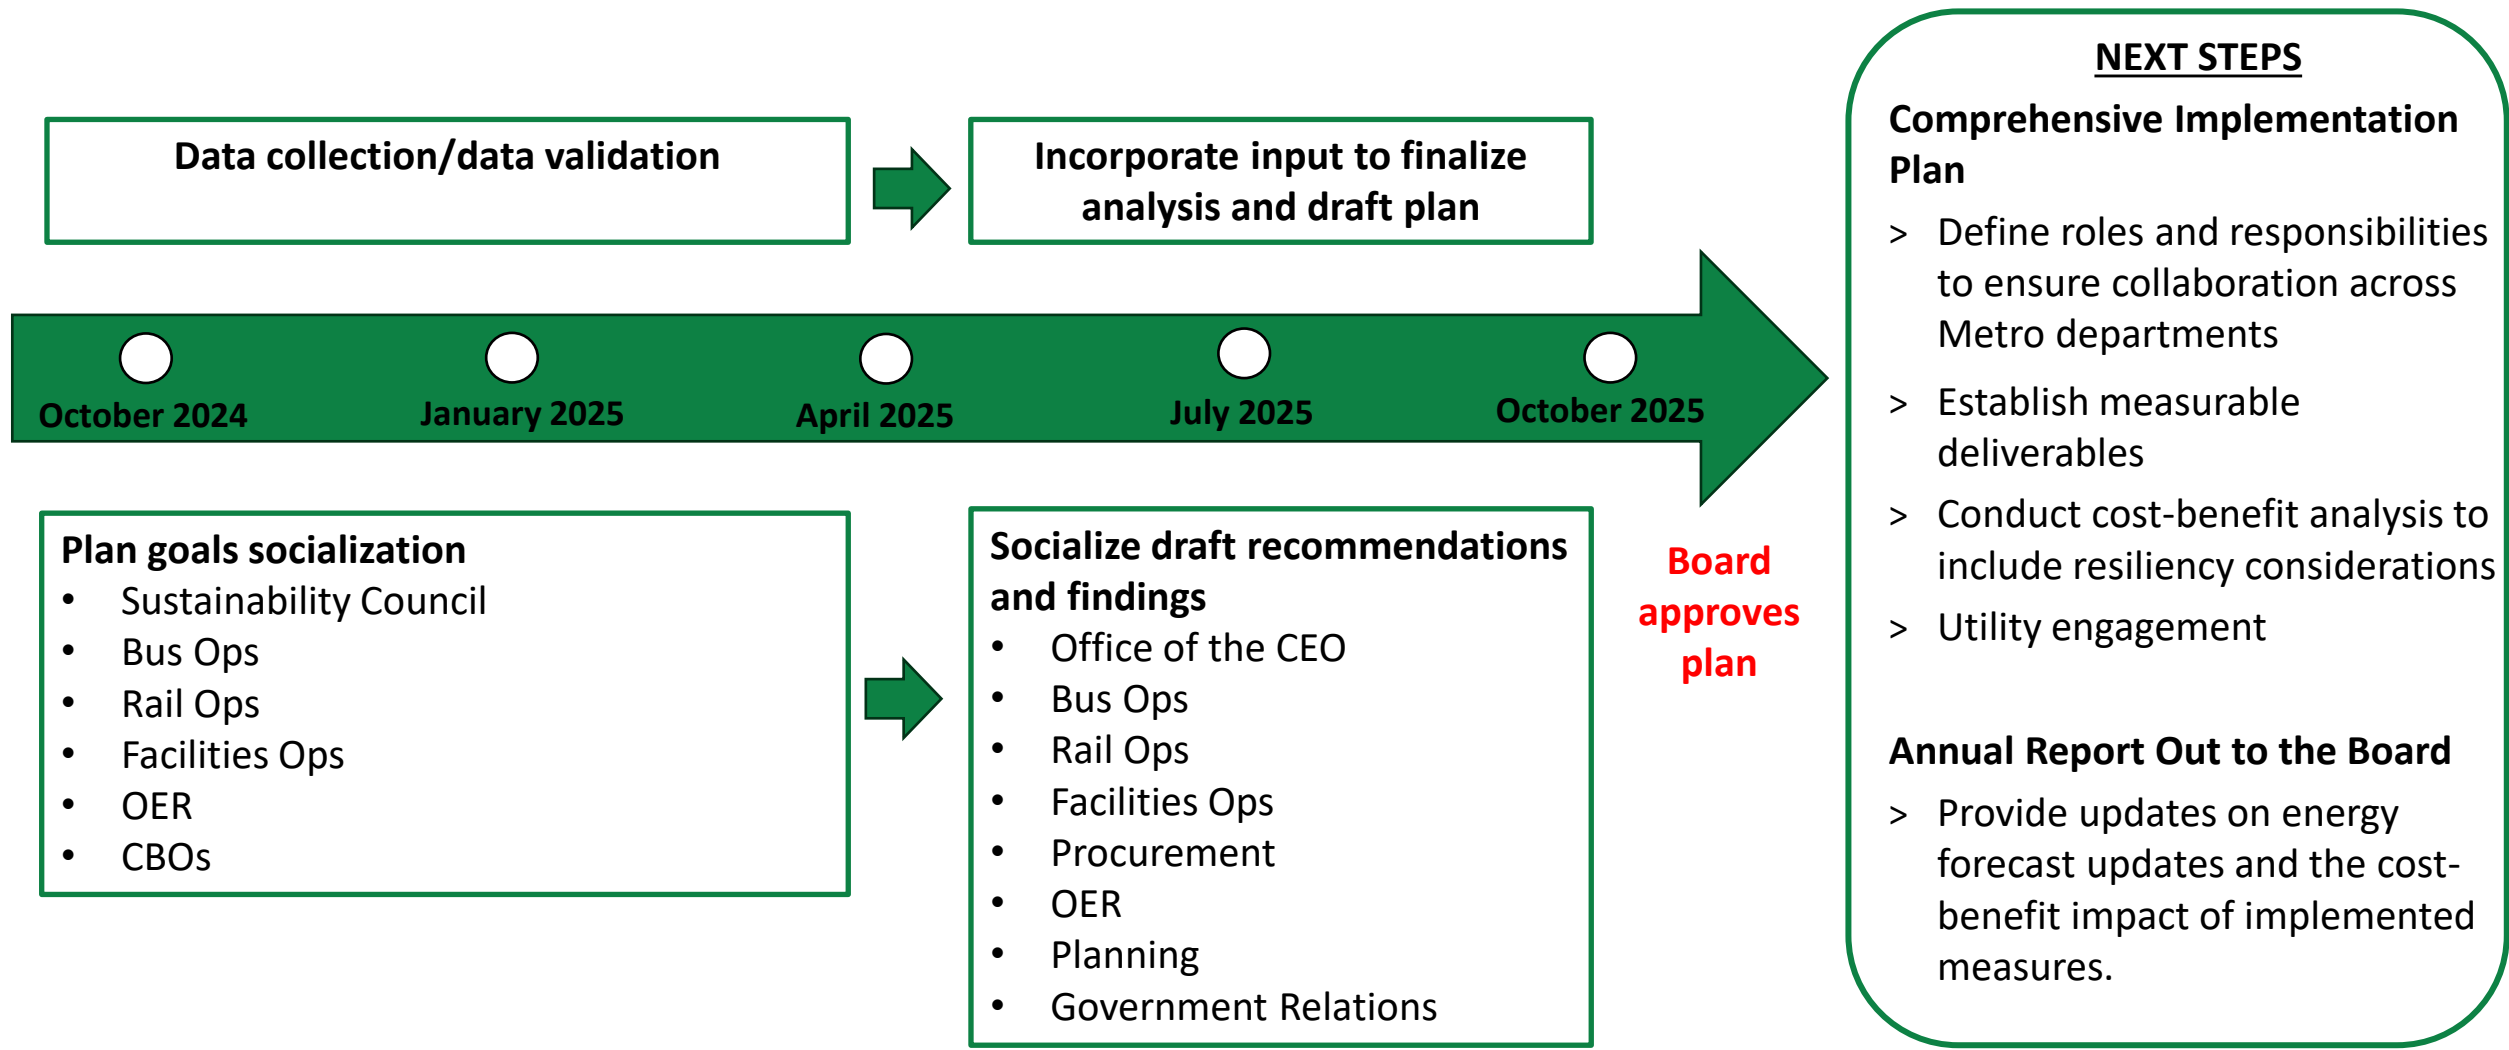 Data collection/data validation
Incorporate input to finalize
analysis and draft plan
October 2024
January 2025
April 2025
July 2025
October 2025
Plan goals socialization
• Sustainability Council
• Bus Ops
• Rail Ops
• Facilities Ops
• OER
• CBOs
Socialize draft recommendations
and findings
• Office of the CEO
• Bus Ops
• Rail Ops
• Facilities Ops
• Procurement
• OER
• Planning
• Government Relations
Board
approves
plan
NEXT STEPS
Comprehensive Implementation
Plan
> Define roles and responsibilities
to ensure collaboration across
Metro departments
> Establish measurable
deliverables
> Conduct cost-benefit analysis to
include resiliency considerations
> Utility engagement
Annual Report Out to the Board
> Provide updates on energy
forecast updates and the cost-
benefit impact of implemented
measures.